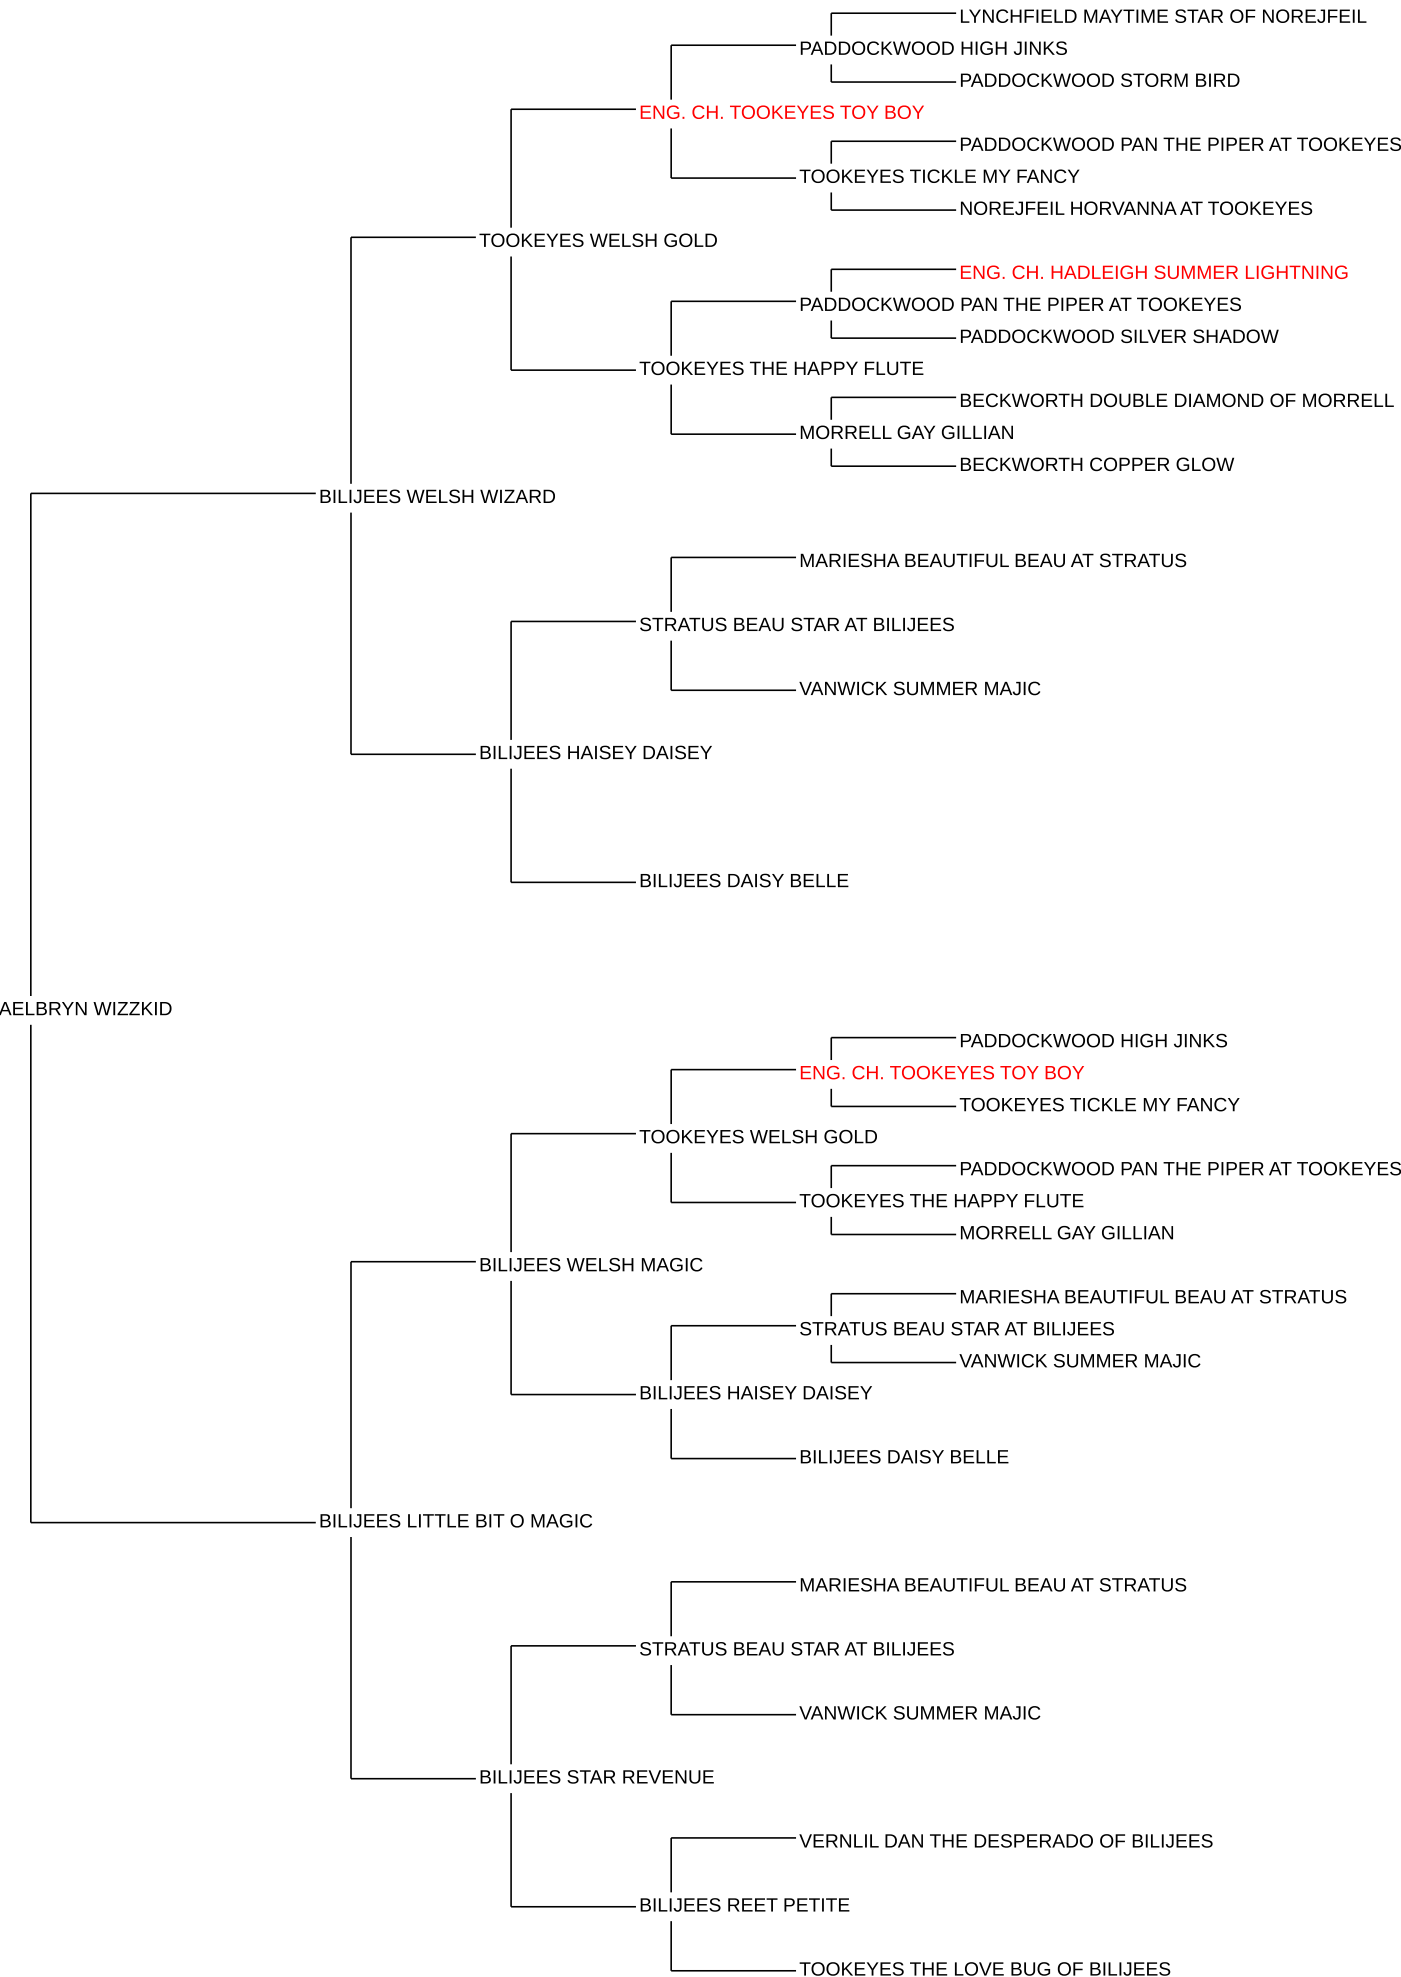 LYNCHFIELD MAYTIME STAR OF NOREJFEIL
PADDOCKWOOD HIGH JINKS
PADDOCKWOOD STORM BIRD
ENG. CH. TOOKEYES TOY BOY
PADDOCKWOOD PAN THE PIPER AT TOOKEYES
TOOKEYES TICKLE MY FANCY
NOREJFEIL HORVANNA AT TOOKEYES
TOOKEYES WELSH GOLD
ENG. CH. HADLEIGH SUMMER LIGHTNING
PADDOCKWOOD PAN THE PIPER AT TOOKEYES
PADDOCKWOOD SILVER SHADOW
TOOKEYES THE HAPPY FLUTE
BECKWORTH DOUBLE DIAMOND OF MORRELL
MORRELL GAY GILLIAN
BECKWORTH COPPER GLOW
BILIJEES WELSH WIZARD
MARIESHA BEAUTIFUL BEAU AT STRATUS
STRATUS BEAU STAR AT BILIJEES
VANWICK SUMMER MAJIC
BILIJEES HAISEY DAISEY
BILIJEES DAISY BELLE
AELBRYN WIZZKID
PADDOCKWOOD HIGH JINKS
ENG. CH. TOOKEYES TOY BOY
TOOKEYES TICKLE MY FANCY
TOOKEYES WELSH GOLD
PADDOCKWOOD PAN THE PIPER AT TOOKEYES
TOOKEYES THE HAPPY FLUTE
MORRELL GAY GILLIAN
BILIJEES WELSH MAGIC
MARIESHA BEAUTIFUL BEAU AT STRATUS
STRATUS BEAU STAR AT BILIJEES
VANWICK SUMMER MAJIC
BILIJEES HAISEY DAISEY
BILIJEES DAISY BELLE
BILIJEES LITTLE BIT O MAGIC
MARIESHA BEAUTIFUL BEAU AT STRATUS
STRATUS BEAU STAR AT BILIJEES
VANWICK SUMMER MAJIC
BILIJEES STAR REVENUE
VERNLIL DAN THE DESPERADO OF BILIJEES
BILIJEES REET PETITE
TOOKEYES THE LOVE BUG OF BILIJEES